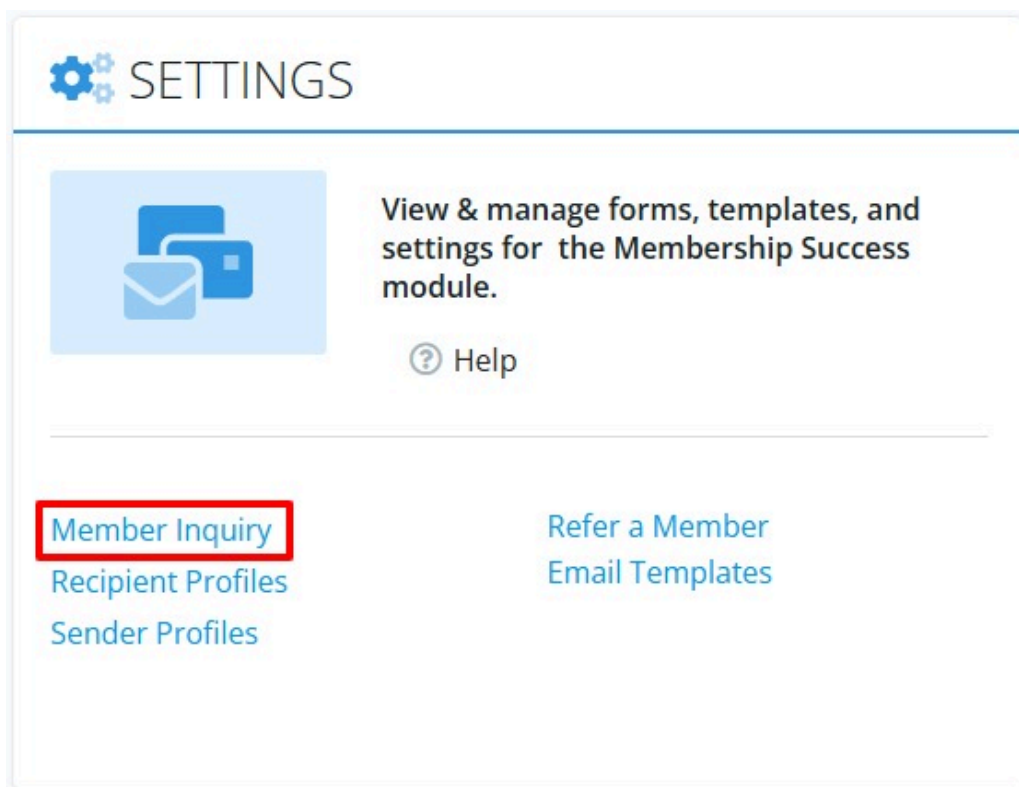 SETTINGS
View & manage forms, templates, and
settings for the Membership Success
module.
Help
Member Inquiry
Recipient Profiles
Sender Profiles
Refer a Member
Email Templates